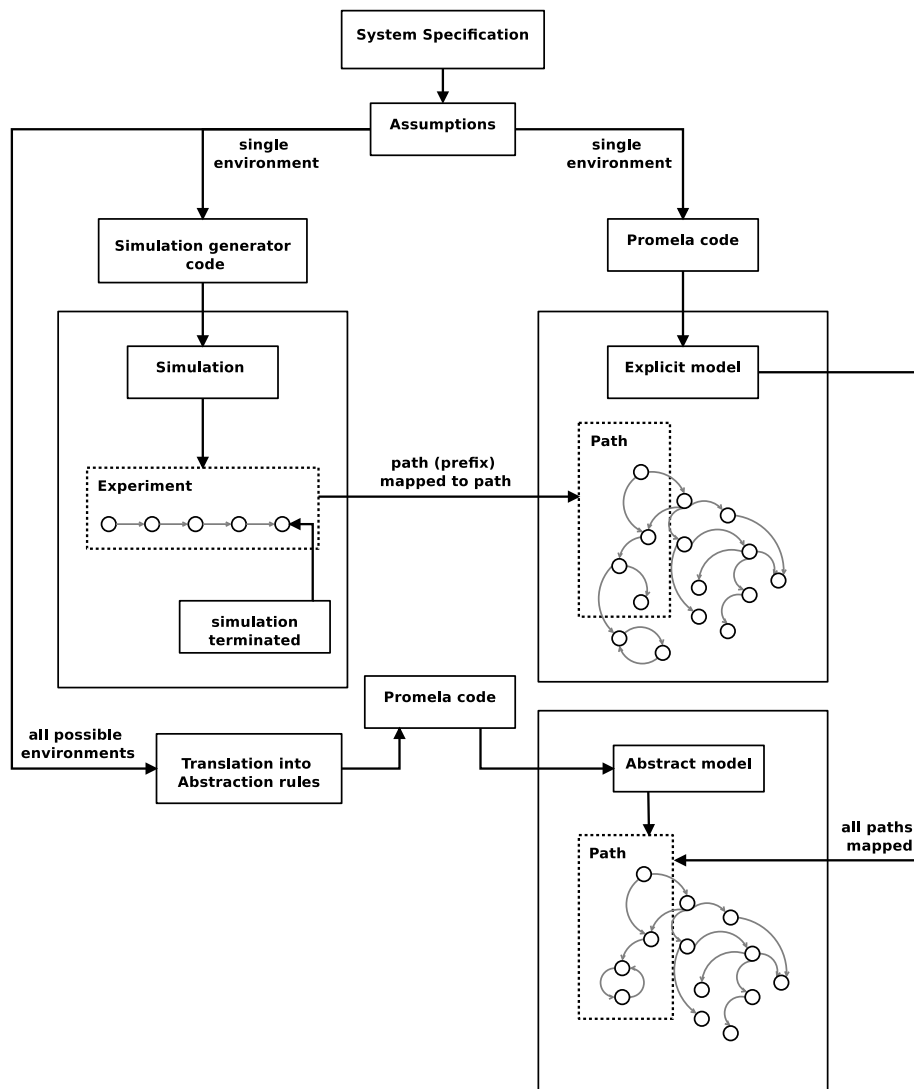 System Specification
Assumptions
single
environment
single
environment
Simulation generator
code
Promela code
Simulation
Explicit model
Path
Experiment
path (prefix)
mapped to path
simulation
terminated
Promela code
all possible
environments
Translation into
Abstraction rules
Abstract model
all paths
mapped
Path